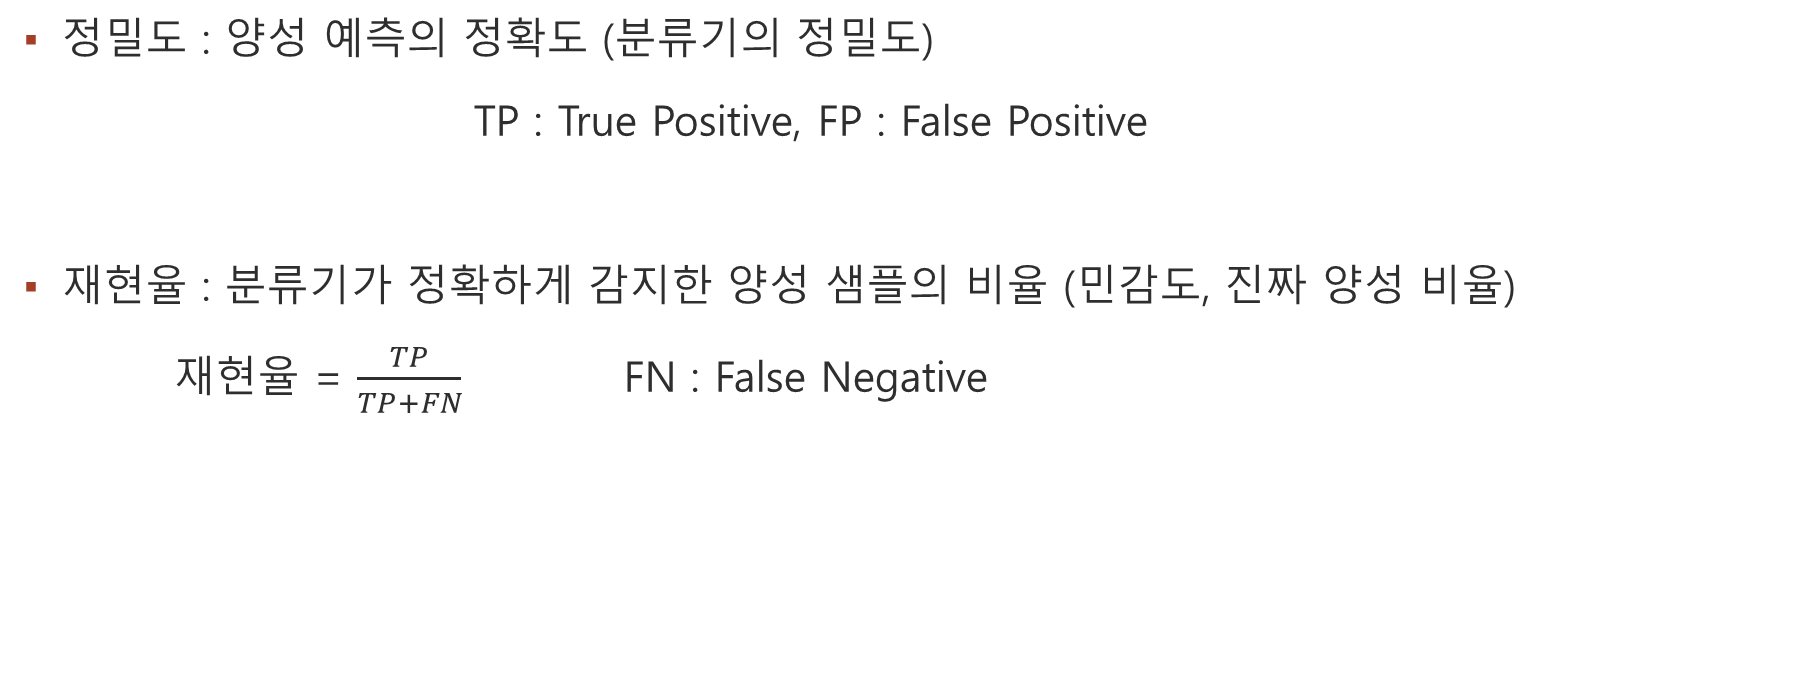 ▪ 정밀도 : 양성 예측의 정확도 (분류기의 정밀도)
TP : True Positive, FP : False Positive
▪ 재현율 : 분류기가 정확하게 감지한 양성 샘플의 비율 (민감도, 진짜 양성 비율)
재현율 = TP/(TP+FN) FN : False Negative